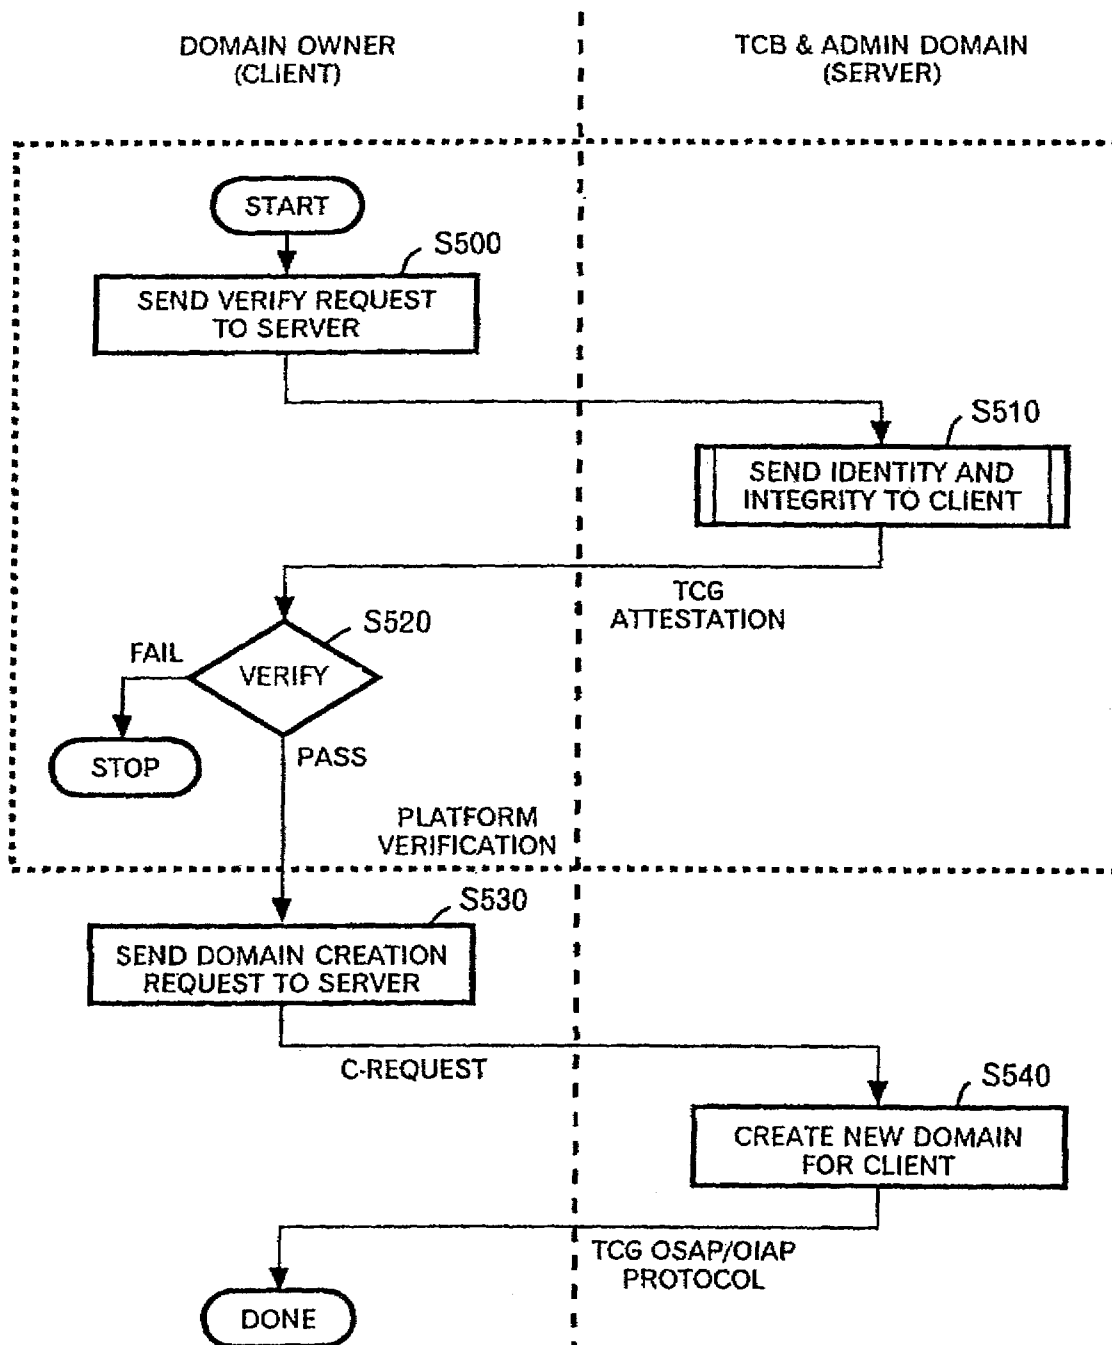 DOMAIN OWNER
(CLIENT)
TCB & ADMIN DOMAIN
(SERVER)
START
S500
SEND VERIFY REQUEST
TO SERVER
S510
SEND IDENTITY AND
INTEGRITY TO CLIENT
TCG
ATTESTATION
S520
FAIL
VERIFY
STOP
PASS
PLATFORM
VERIFICATION
S530
SEND DOMAIN CREATION
REQUEST TO SERVER
C-REQUEST
S540
CREATE NEW DOMAIN
FOR CLIENT
TCG OSAP/OIAP
PROTOCOL
DONE